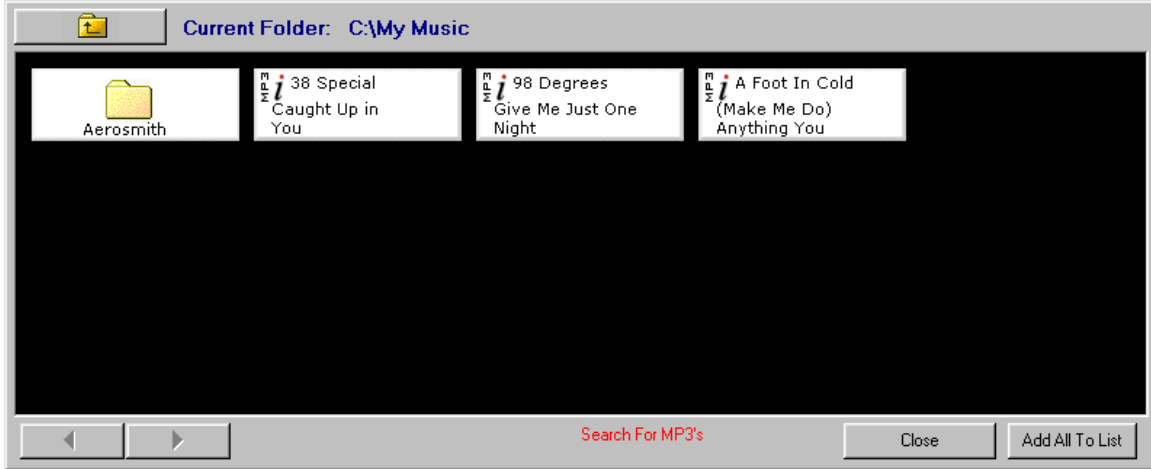 Current Folder: C:\My Music
Aerosmith
MP3 i 38 Special
Caught Up in
You
MP3 i 98 Degrees
Give Me Just One
Night
MP3 i A Foot In Cold
(Make Me Do)
Anything You
Search For MP3's
Close
Add All To List